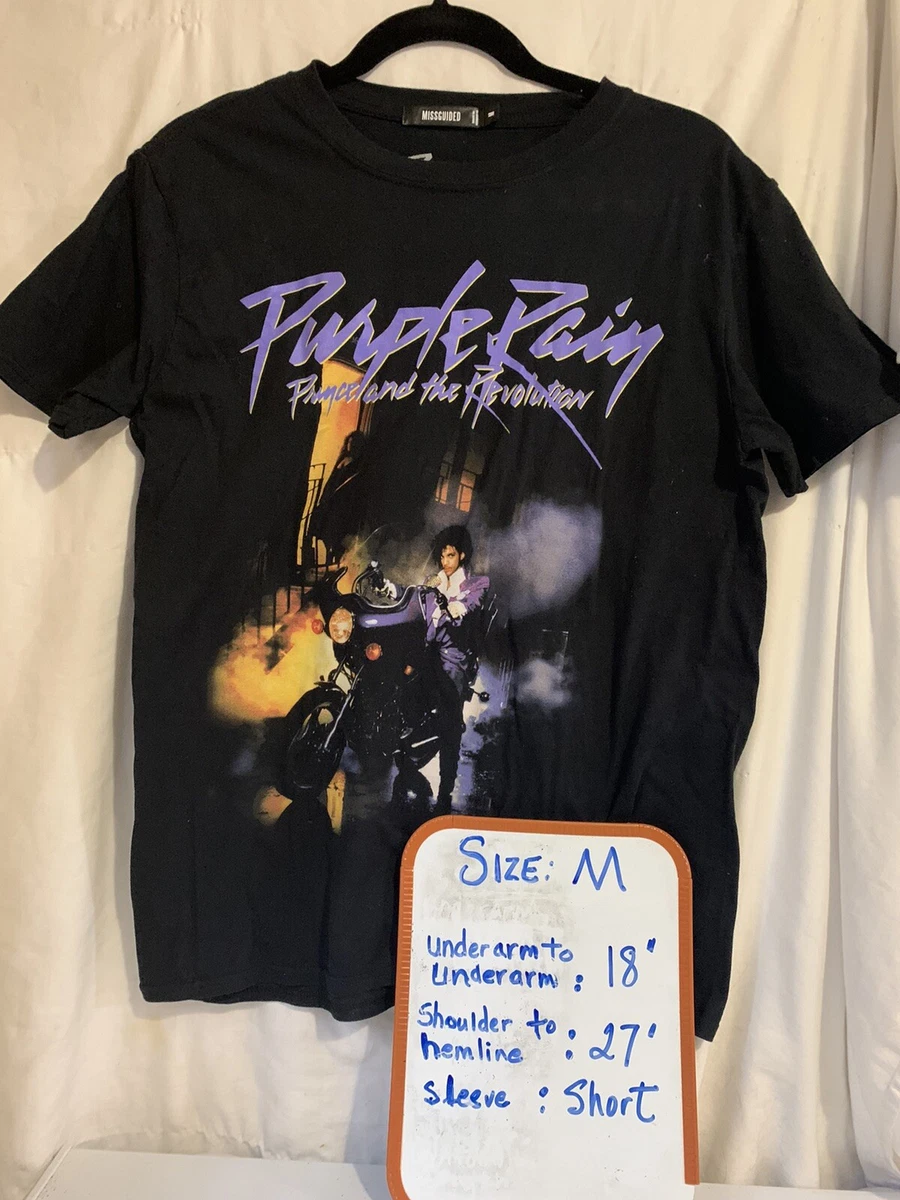 MISSGUIDED
Purple Rain
Prince and the Revolution
SIZE: M
underarm to
underarm : 18"
Shoulder to
hemline : 27'
sleeve : Short